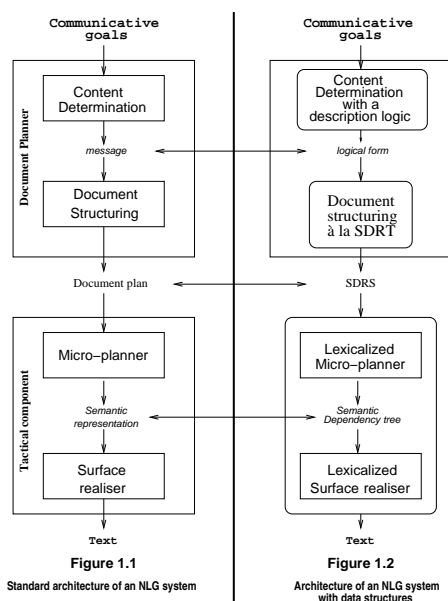 Communicative
goals
Document Planner
Content
Determination
message
Document
Structuring
Document plan
Tactical component
Micro-planner
Semantic
representation
Surface
realiser
Text
Figure 1.1
Standard architecture of an NLG system
Communicative
goals
Content
Determination
with a
description logic
logical form
Document
structuring
à la SDRT
SDRS
Lexicalized
Micro-planner
Semantic
Dependency tree
Lexicalized
Surface realiser
Text
Figure 1.2
Architecture of an NLG system
with data structures